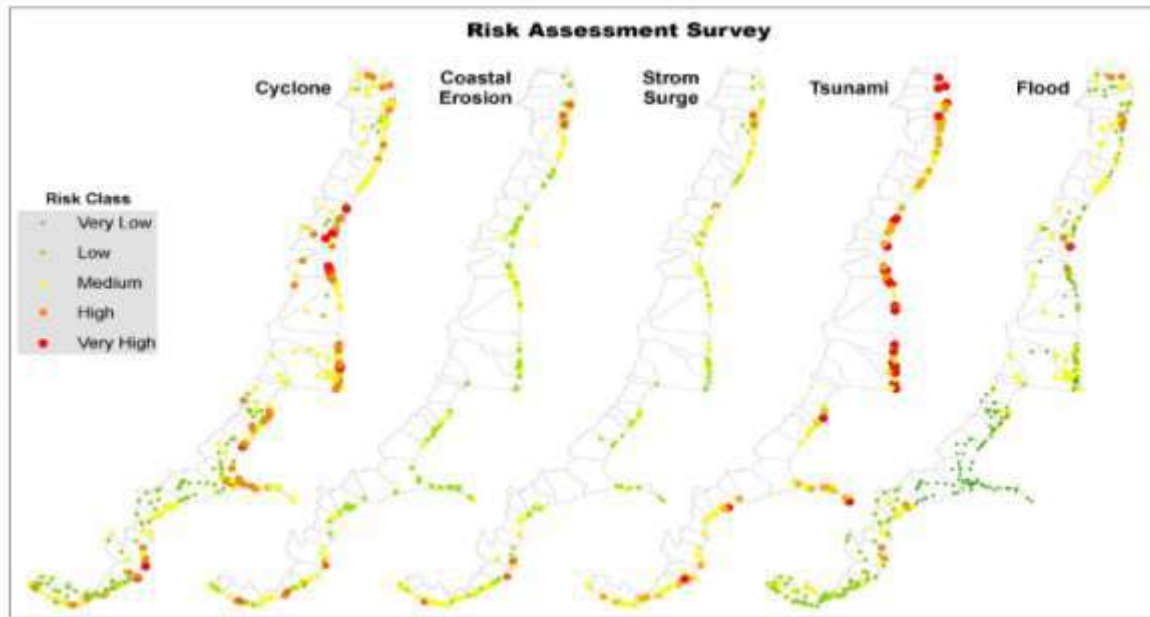 Risk Assessment Survey
Cyclone
Coastal
Erosion
Strom
Surge
Tsunami
Flood
Risk Class
Very Low
Low
Medium
High
Very High